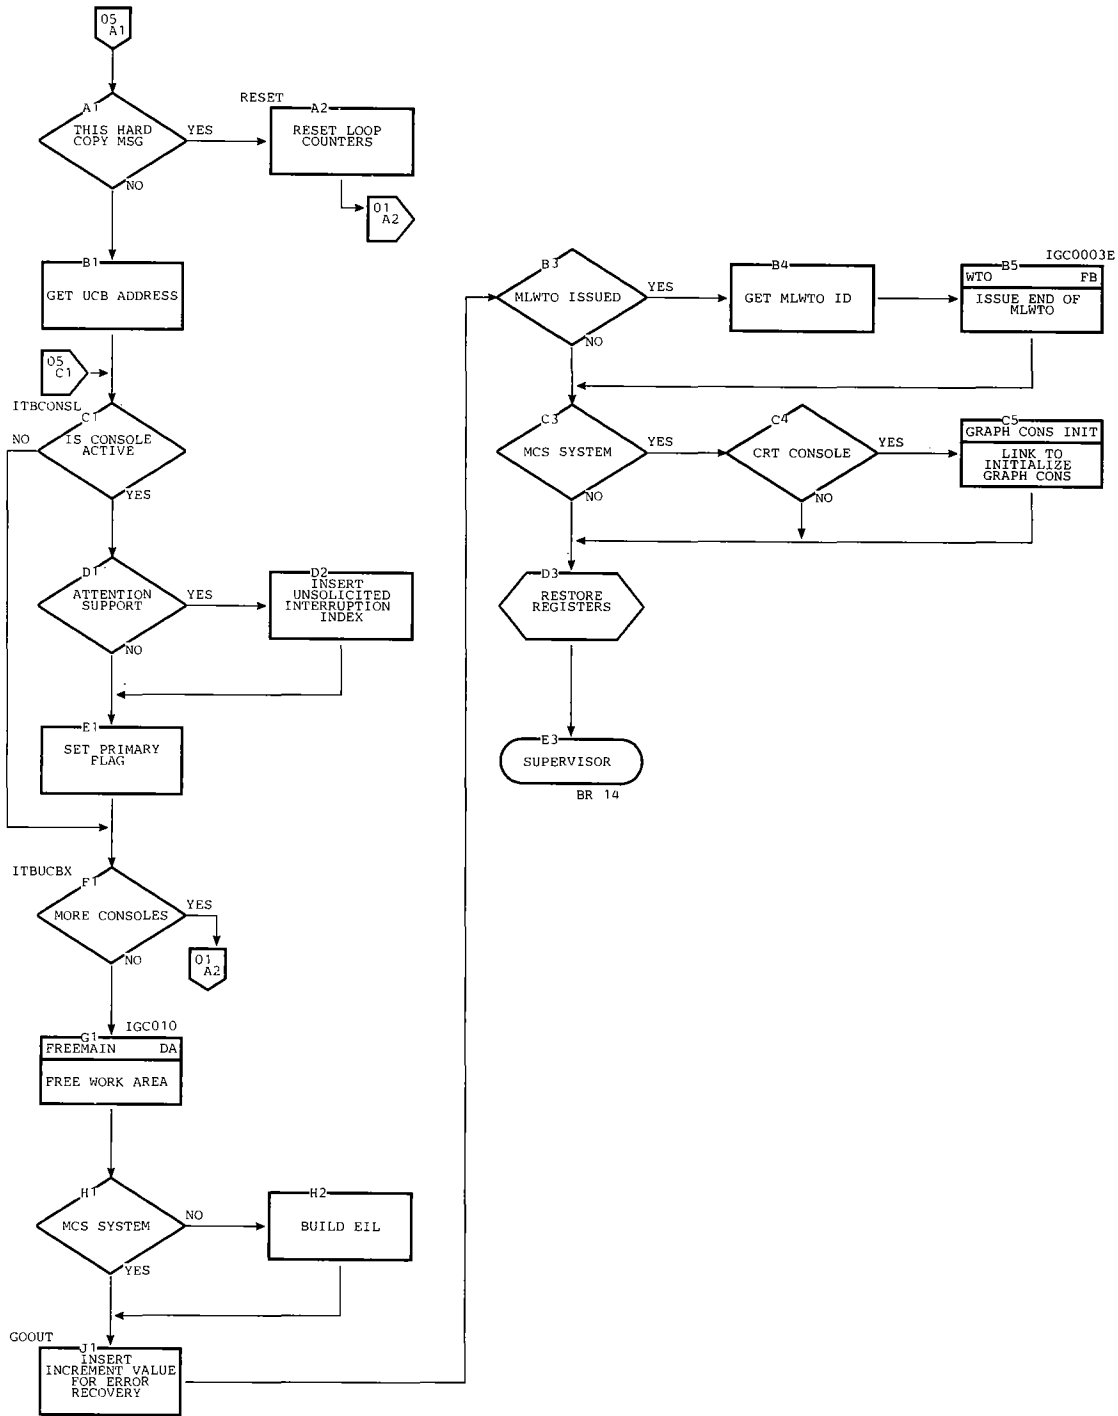 05
A1
A1
THIS HARD
COPY MSG
YES
NO
RESET
A2
RESET LOOP
COUNTERS
01
A2
B1
GET UCB ADDRESS
05
C1
ITBCONSL
C1
IS CONSOLE
ACTIVE
NO
YES
D1
ATTENTION
SUPPORT
YES
NO
D2
INSERT
UNSOLICITED
INTERRUPTION
INDEX
E1
SET PRIMARY
FLAG
ITBUCBX
F1
MORE CONSOLES
YES
NO
01
A2
IGC010
G1
FREEMAIN DA
FREE WORK AREA
H1
MCS SYSTEM
NO
YES
H2
BUILD EIL
GOOUT
J1
INSERT
INCREMENT VALUE
FOR ERROR
RECOVERY
B3
MLWTO ISSUED
YES
NO
B4
GET MLWTO ID
IGC0003E
B5
WTO FB
ISSUE END OF
MLWTO
C3
MCS SYSTEM
YES
NO
C4
CRT CONSOLE
YES
NO
C5
GRAPH CONS INIT
LINK TO
INITIALIZE
GRAPH CONS
D3
RESTORE
REGISTERS
E3
SUPERVISOR
BR 14